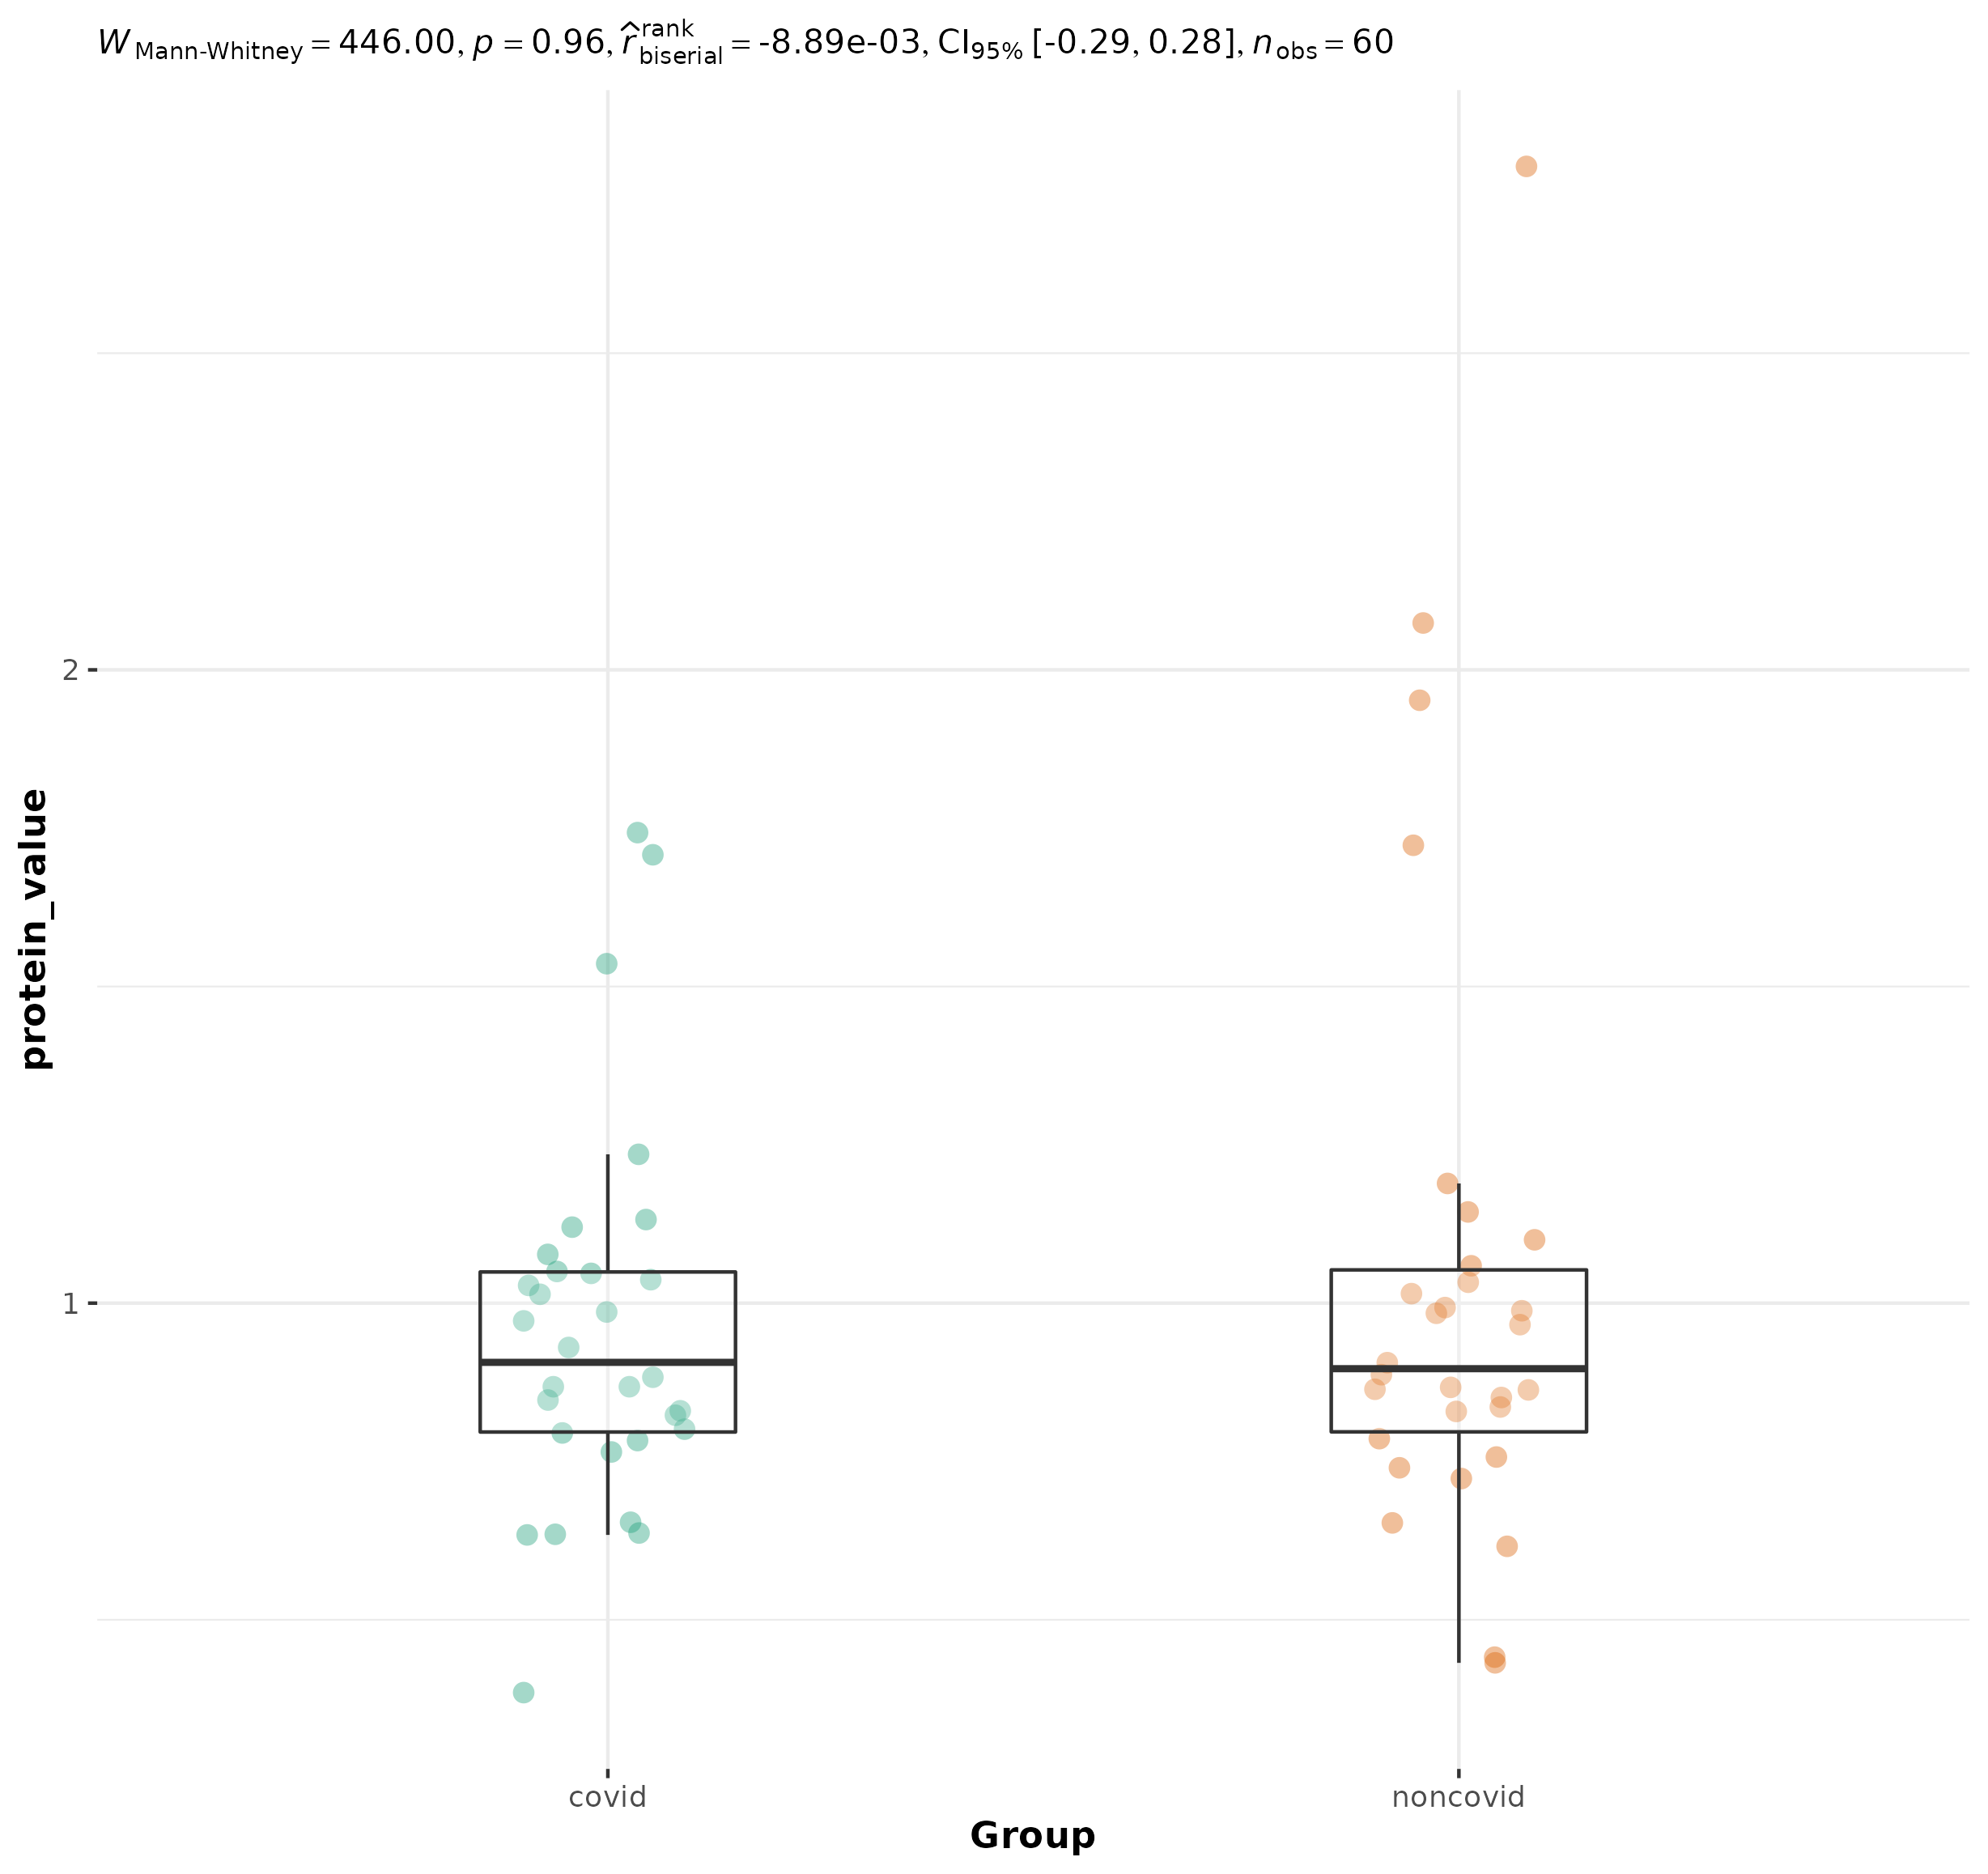 W Mann-Whitney = 446.00, p = 0.96, r̂ rank biserial = -8.89e-03, CI95% [-0.29, 0.28], nobs = 60
protein_value
2
1
covid noncovid
Group